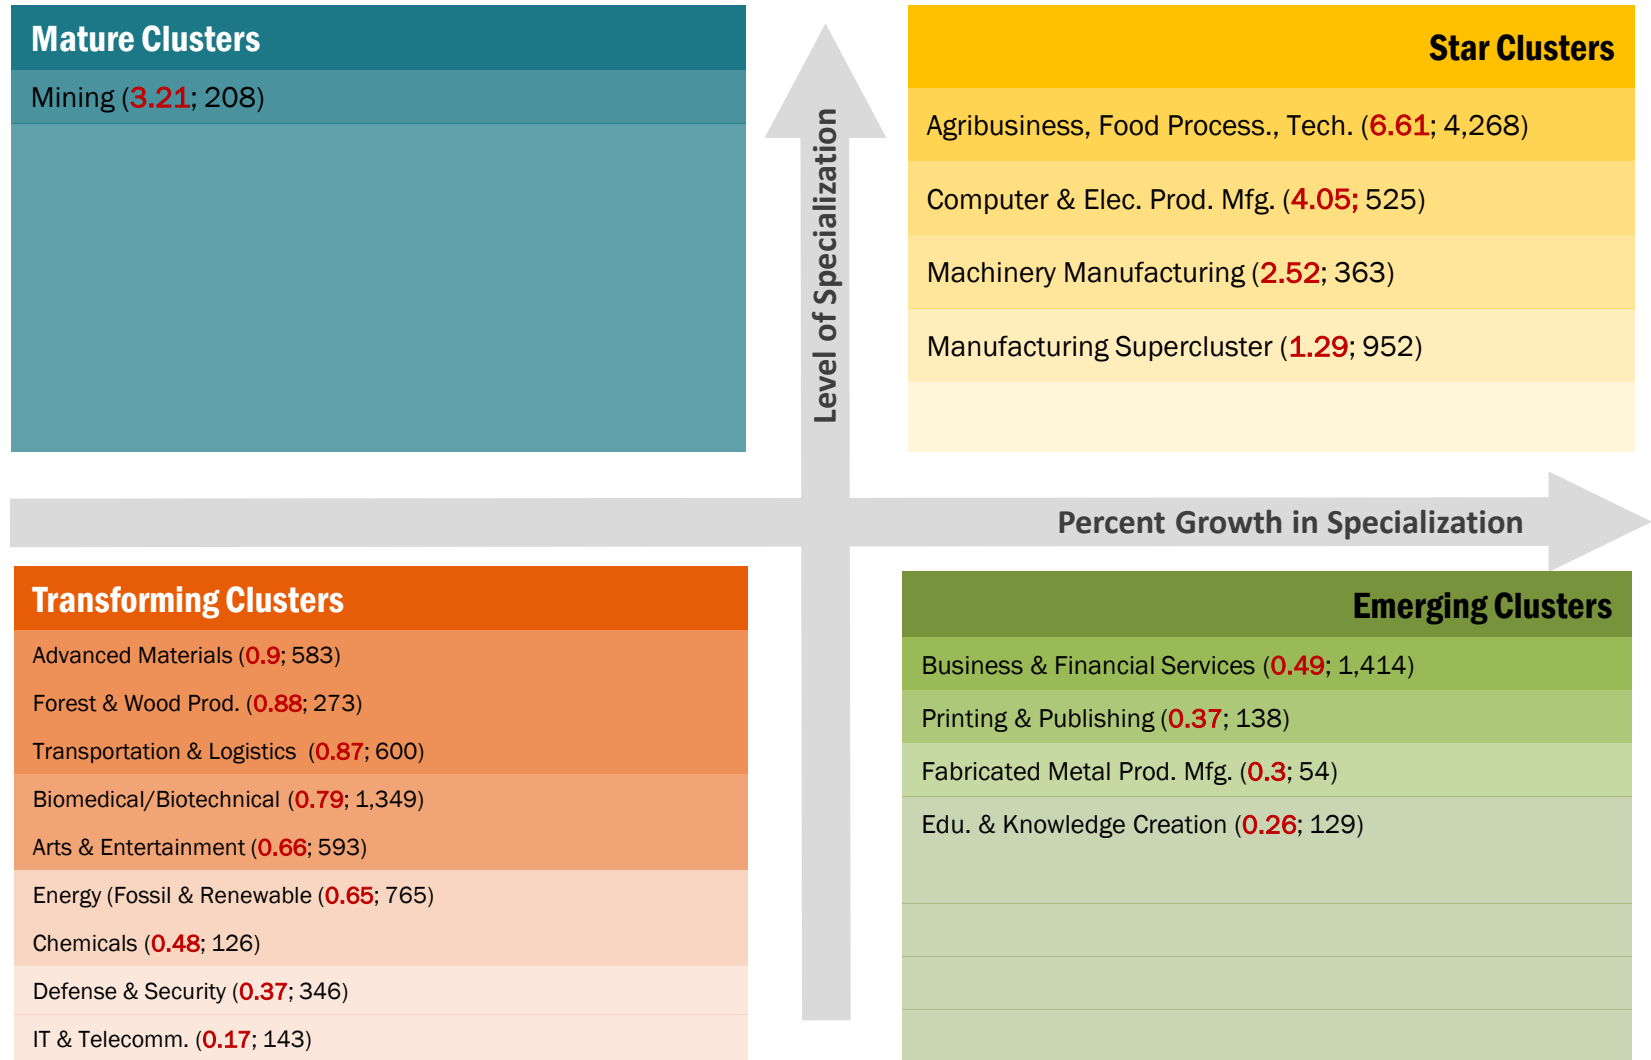 Mature Clusters
Mining (3.21; 208)
Star Clusters
Agribusiness, Food Process., Tech. (6.61; 4,268)
Computer & Elec. Prod. Mfg. (4.05; 525)
Machinery Manufacturing (2.52; 363)
Manufacturing Supercluster (1.29; 952)
Level of Specialization
Percent Growth in Specialization
Transforming Clusters
Advanced Materials (0.9; 583)
Forest & Wood Prod. (0.88; 273)
Transportation & Logistics (0.87; 600)
Biomedical/Biotechnical (0.79; 1,349)
Arts & Entertainment (0.66; 593)
Energy (Fossil & Renewable (0.65; 765)
Chemicals (0.48; 126)
Defense & Security (0.37; 346)
IT & Telecomm. (0.17; 143)
Emerging Clusters
Business & Financial Services (0.49; 1,414)
Printing & Publishing (0.37; 138)
Fabricated Metal Prod. Mfg. (0.3; 54)
Edu. & Knowledge Creation (0.26; 129)